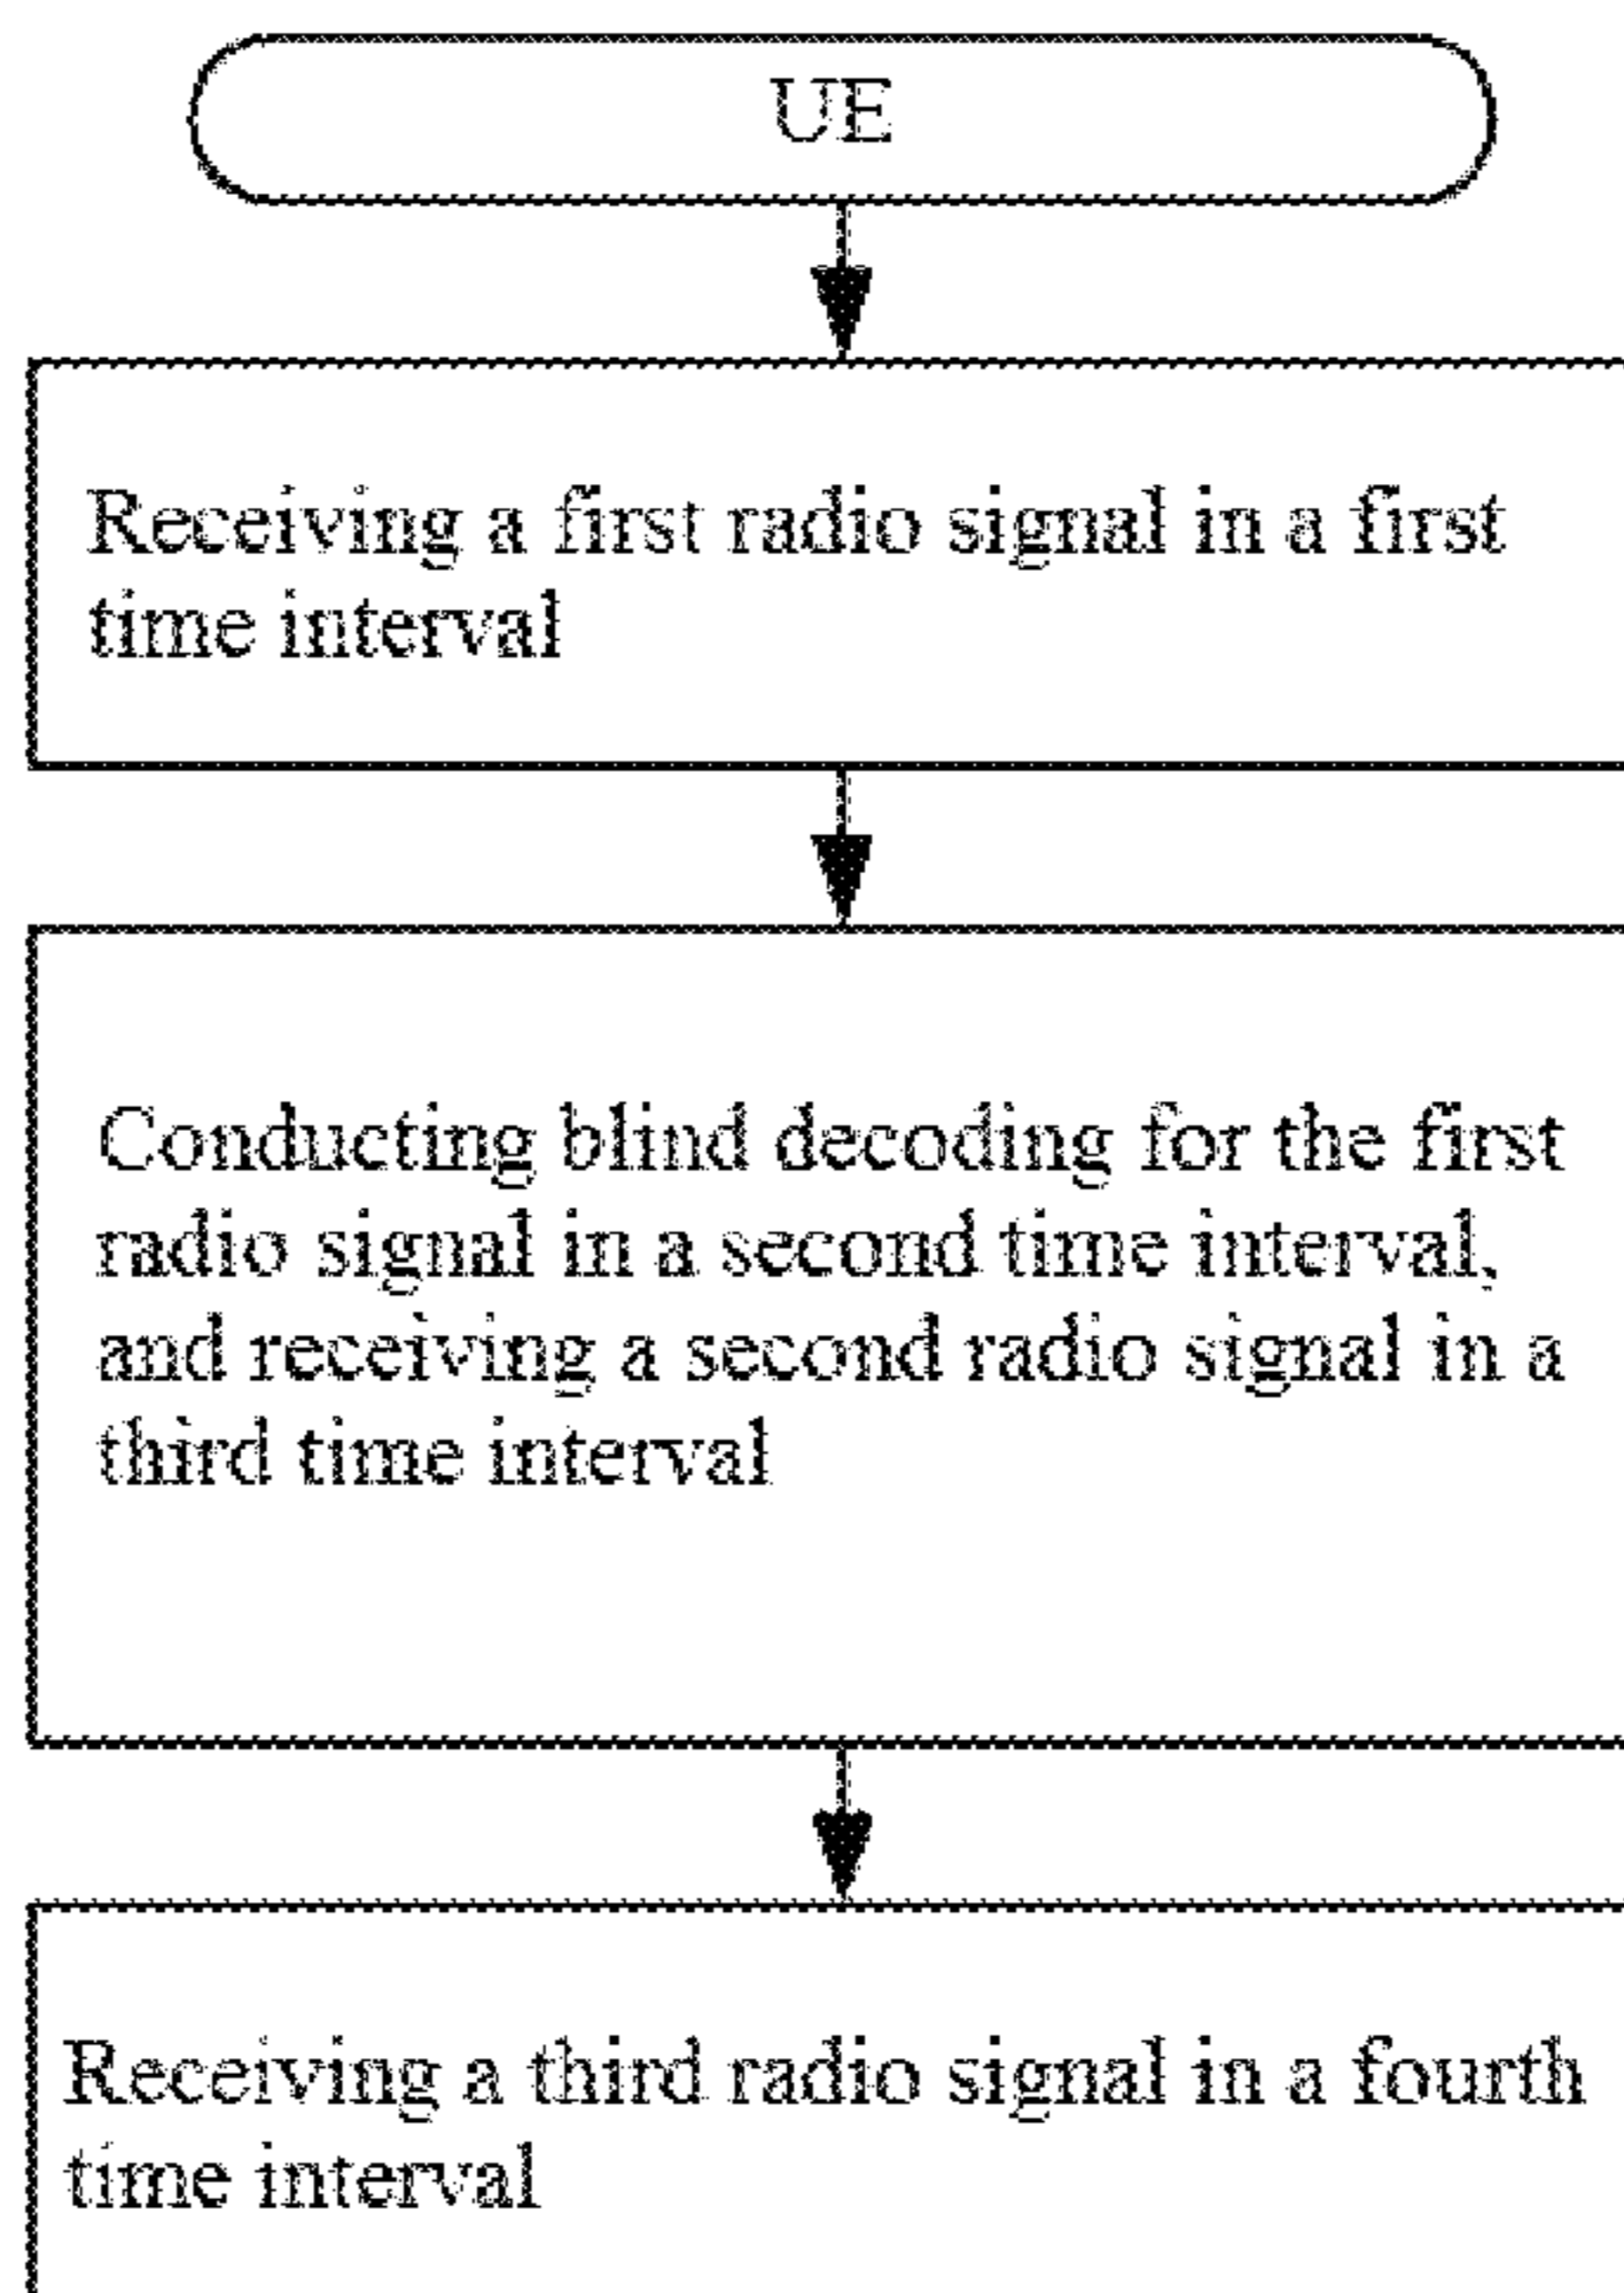 UE
Receiving a first radio signal in a first
time interval
Conducting blind decoding for the first
radio signal in a second time interval,
and receiving a second radio signal in a
third time interval
Receiving a third radio signal in a fourth
time interval